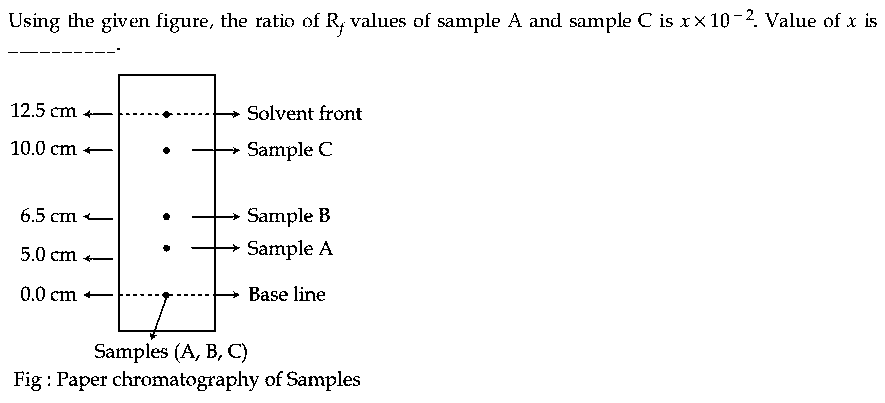 Using the given figure, the ratio of R_f values of sample A and sample C is x × 10⁻². Value of x is
__________.
12.5 cm Solvent front
10.0 cm Sample C
6.5 cm Sample B
5.0 cm Sample A
0.0 cm Base line
Samples (A, B, C)
Fig : Paper chromatography of Samples